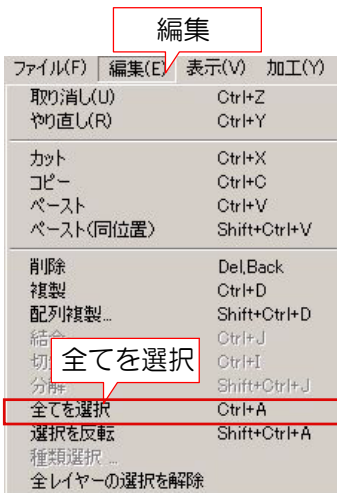 編集
ファイル(F) 編集(E) 表示(V) 加工(Y)
取り消し(U) Ctrl+Z
やり直し(R) Ctrl+Y
カット Ctrl+X
コピー Ctrl+C
ペースト Ctrl+V
ペースト(同位置) Shift+Ctrl+V
削除 Del,Back
複製 Ctrl+D
配列複製... Shift+Ctrl+D
結合 Ctrl+J
切 Ctrl+I
全てを選択
分解 Shift+Ctrl+J
全てを選択 Ctrl+A
選択を反転 Shift+Ctrl+A
種類選択 ...
全レイヤーの選択を解除